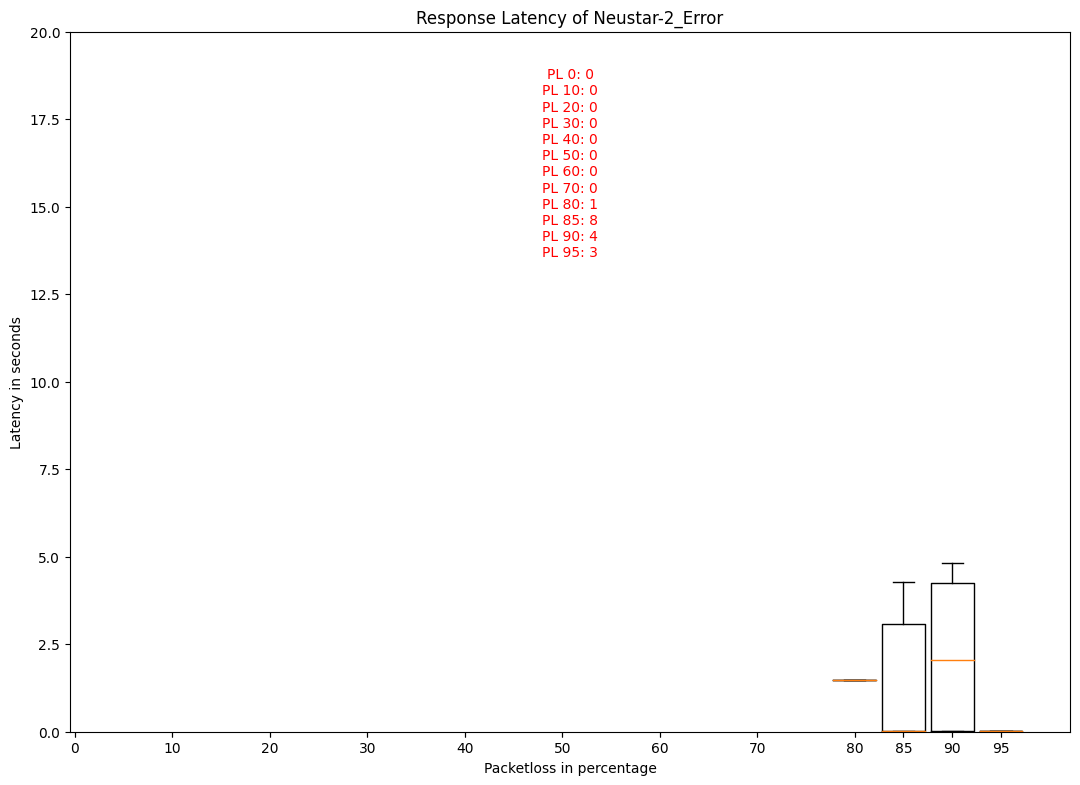 Response Latency of Neustar-2_Error
20.0
17.5
15.0
12.5
10.0
7.5
5.0
2.5
0.0
Latency in seconds
PL 0: 0
PL 10: 0
PL 20: 0
PL 30: 0
PL 40: 0
PL 50: 0
PL 60: 0
PL 70: 0
PL 80: 1
PL 85: 8
PL 90: 4
PL 95: 3
0 10 20 30 40 50 60 70 80 85 90 95
Packetloss in percentage